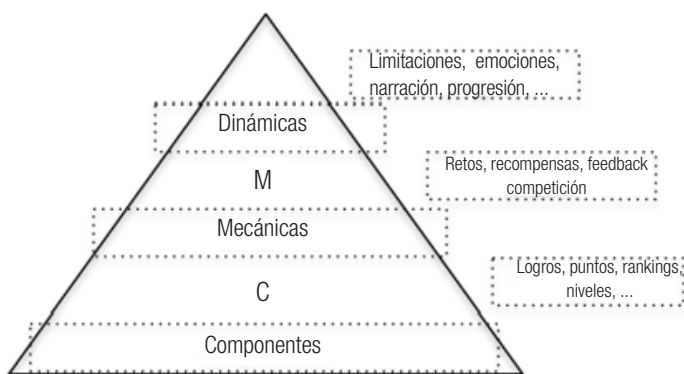 Limitaciones, emociones,
narración, progresión, ...
Dinámicas
M
Retos, recompensas, feedback
competición
Mecánicas
Logros, puntos, rankings,
niveles, ...
C
Componentes